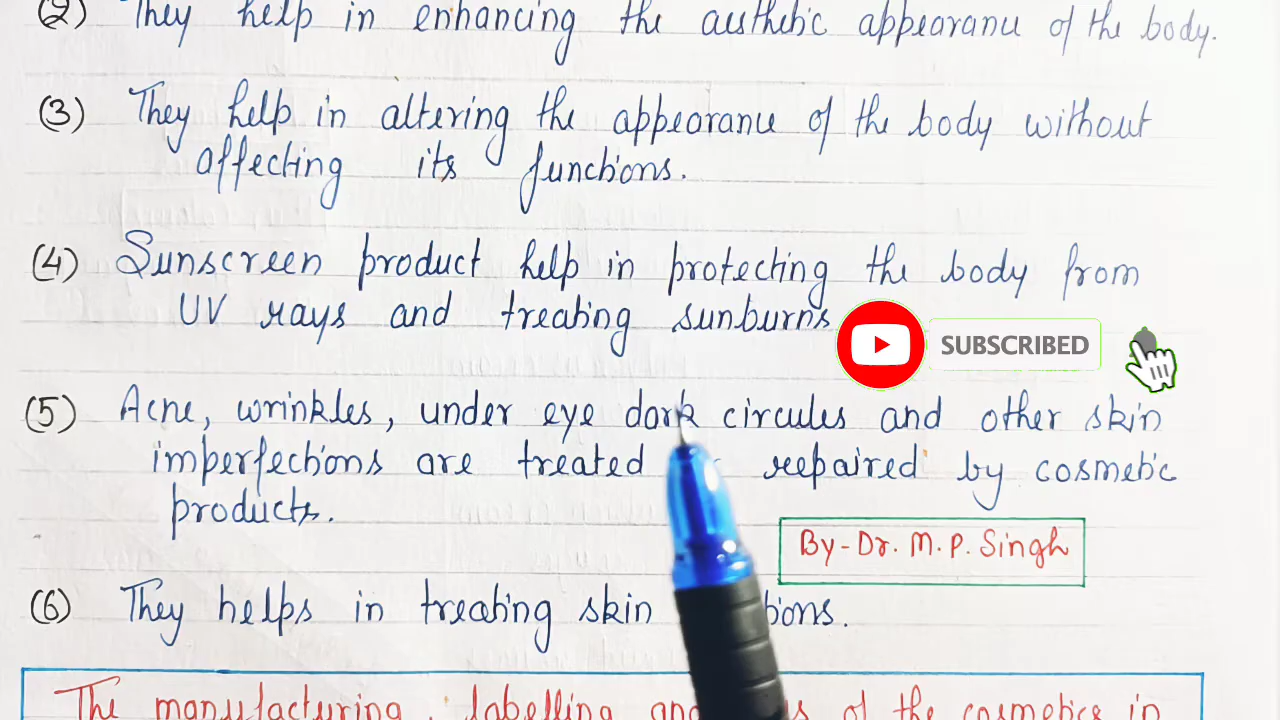 (2) They help in enhancing the aesthetic appearance of the body.
(3) They help in altering the appearance of the body without
affecting its functions.
(4) Sunscreen product help in protecting the body from
UV rays and treating sunburns
SUBSCRIBED
(5) Acne, wrinkles, under eye dark circules and other skin
imperfections are treated repaired by cosmetic
products.
By-Dr. M. P. Singh
(6) They helps in treating skin
The manufacturing, labelling of the cosmetics in